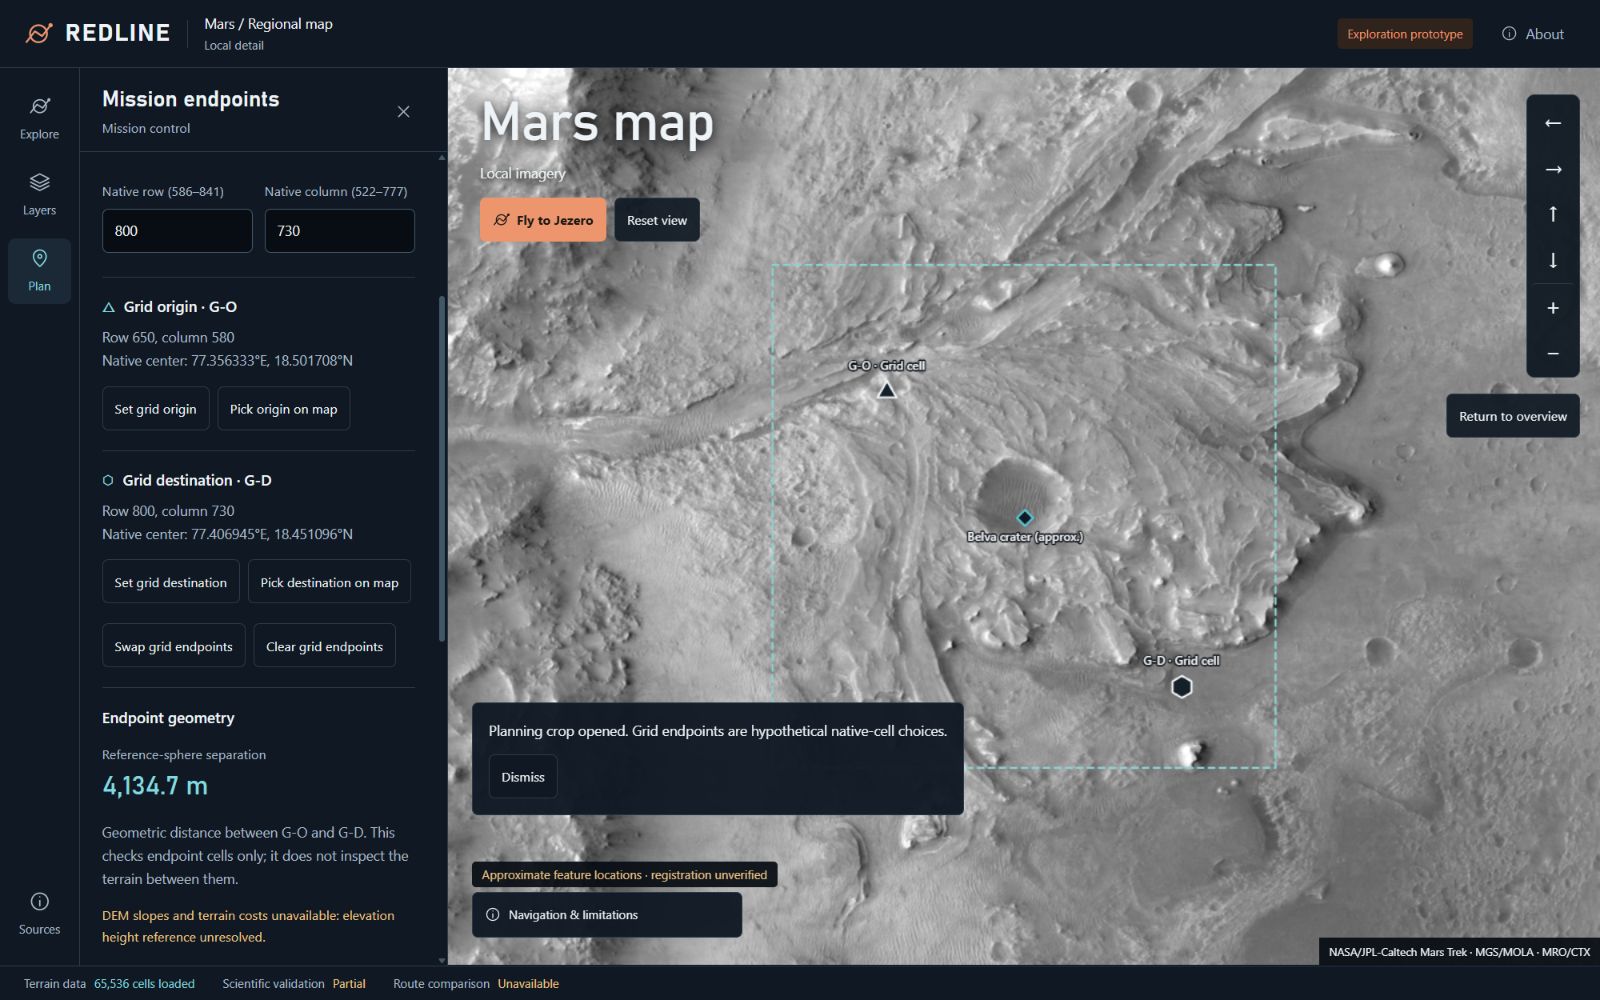 REDLINE
Mars / Regional map
Local detail
Exploration prototype
About
Explore
Layers
Plan
Sources
Mission endpoints
Mission control
Native row (586–841)
Native column (522–777)
800
730
Grid origin · G-O
Row 650, column 580
Native center: 77.356333°E, 18.501708°N
Set grid origin
Pick origin on map
Grid destination · G-D
Row 800, column 730
Native center: 77.406945°E, 18.451096°N
Set grid destination
Pick destination on map
Swap grid endpoints
Clear grid endpoints
Endpoint geometry
Reference-sphere separation
4,134.7 m
Geometric distance between G-O and G-D. This
checks endpoint cells only; it does not inspect the
terrain between them.
DEM slopes and terrain costs unavailable: elevation
height reference unresolved.
Mars map
Local imagery
Fly to Jezero
Reset view
Return to overview
G-O · Grid cell
Belva crater (approx.)
G-D · Grid cell
Planning crop opened. Grid endpoints are hypothetical native-cell choices.
Dismiss
Approximate feature locations · registration unverified
Navigation & limitations
NASA/JPL-Caltech Mars Trek · MGS/MOLA · MRO/CTX
Terrain data 65,536 cells loaded
Scientific validation Partial
Route comparison Unavailable